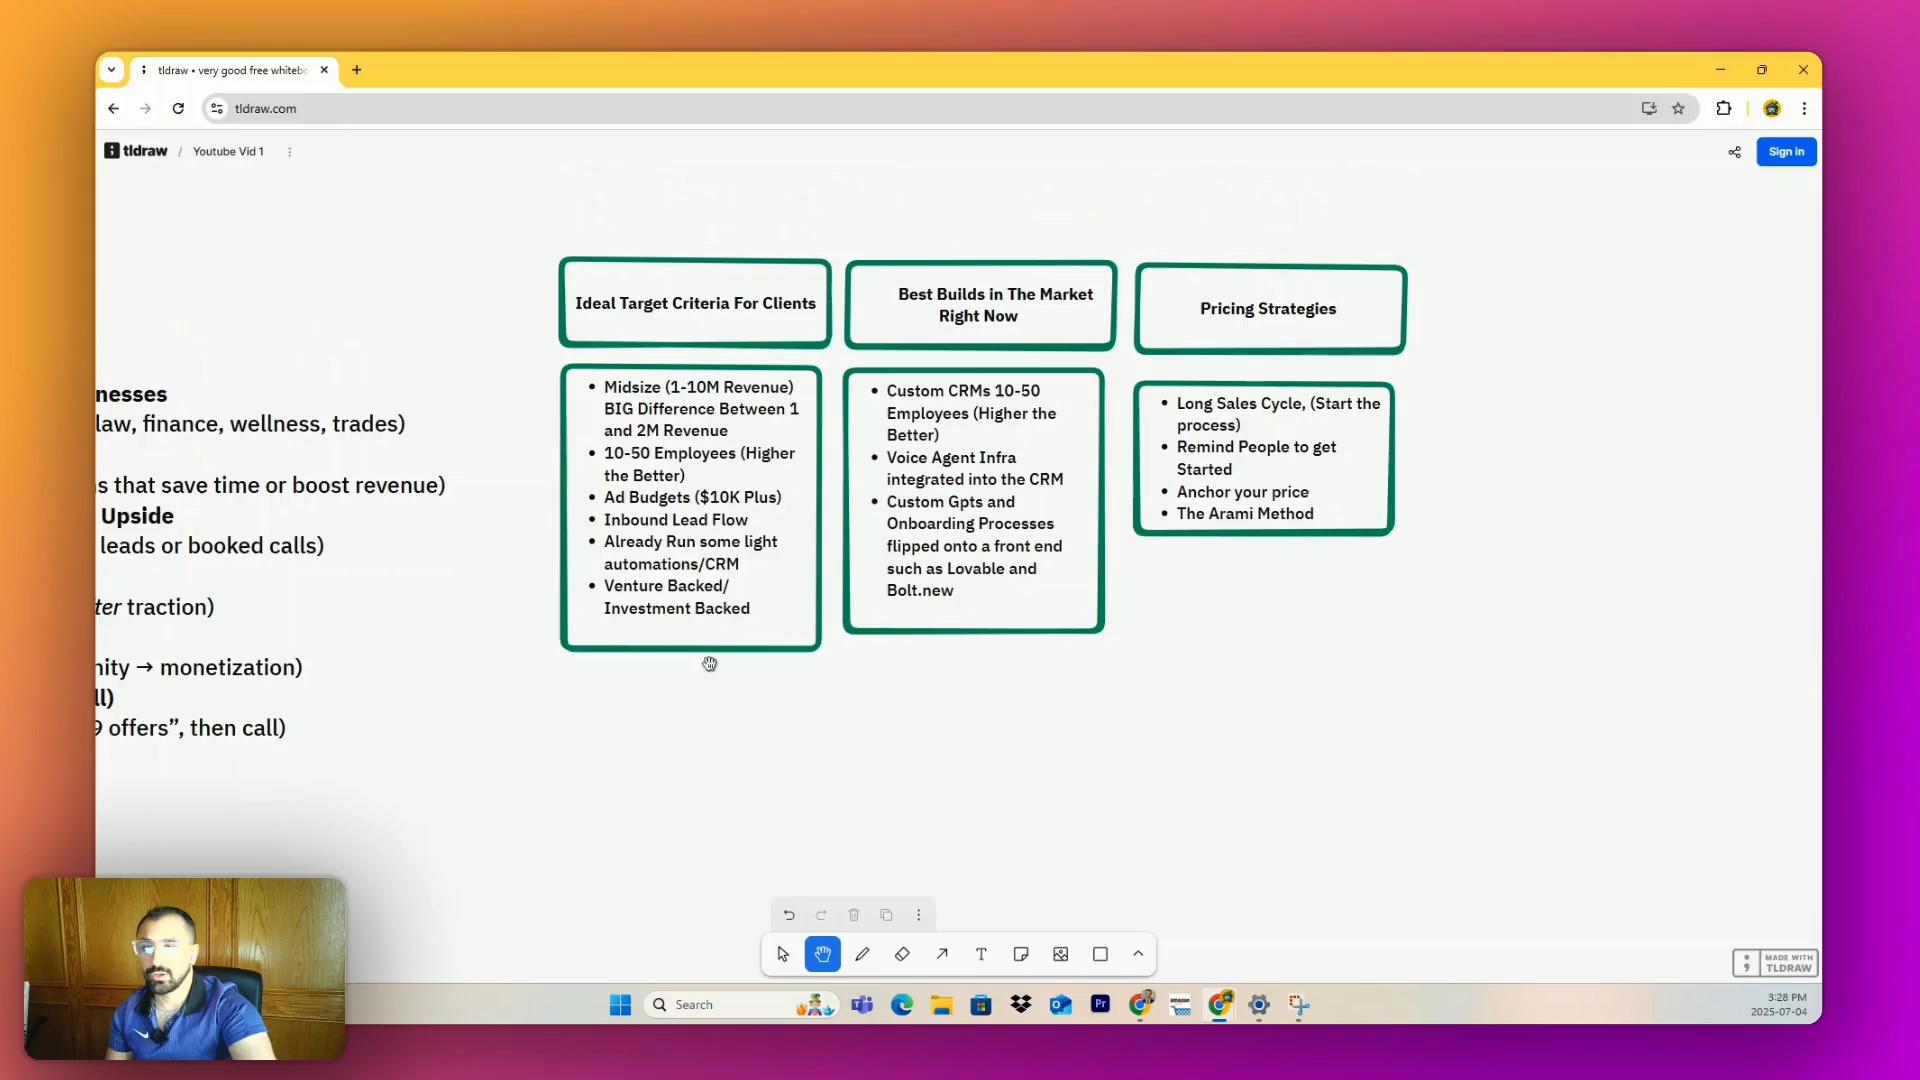 tldraw • very good free whitebo
tldraw.com
tldraw / Youtube Vid 1
Sign in
Ideal Target Criteria For Clients
Midsize (1-10M Revenue)
BIG Difference Between 1
and 2M Revenue
10-50 Employees (Higher
the Better)
Ad Budgets ($10K Plus)
Inbound Lead Flow
Already Run some light
automations/CRM
Venture Backed/
Investment Backed
Best Builds in The Market
Right Now
Custom CRMs 10-50
Employees (Higher the
Better)
Voice Agent Infra
integrated into the CRM
Custom Gpts and
Onboarding Processes
flipped onto a front end
such as Lovable and
Bolt.new
Pricing Strategies
Long Sales Cycle, (Start the
process)
Remind People to get
Started
Anchor your price
The Arami Method
nesses
law, finance, wellness, trades)
s that save time or boost revenue)
Upside
leads or booked calls)
ter traction)
nity → monetization)
ll)
9 offers”, then call)
MADE WITH
TLDRAW
Search
Pr
amazon
3:28 PM
2025-07-04